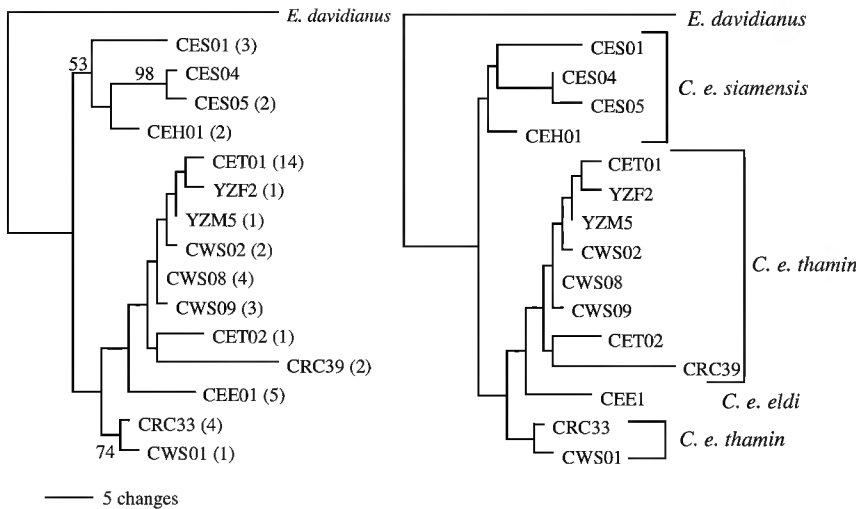 E. davidianus
CES01 (3)
53
98
CES04
CES05 (2)
CEH01 (2)
CET01 (14)
YZF2 (1)
YZM5 (1)
CWS02 (2)
CWS08 (4)
CWS09 (3)
CET02 (1)
CRC39 (2)
CEE01 (5)
CRC33 (4)
74
CWS01 (1)
5 changes
E. davidianus
CES01
CES04
CES05
C. e. siamensis
CEH01
CET01
YZF2
YZM5
CWS02
C. e. thamin
CWS08
CWS09
CET02
CRC39
CEE1
C. e. eldi
CRC33
C. e. thamin
CWS01